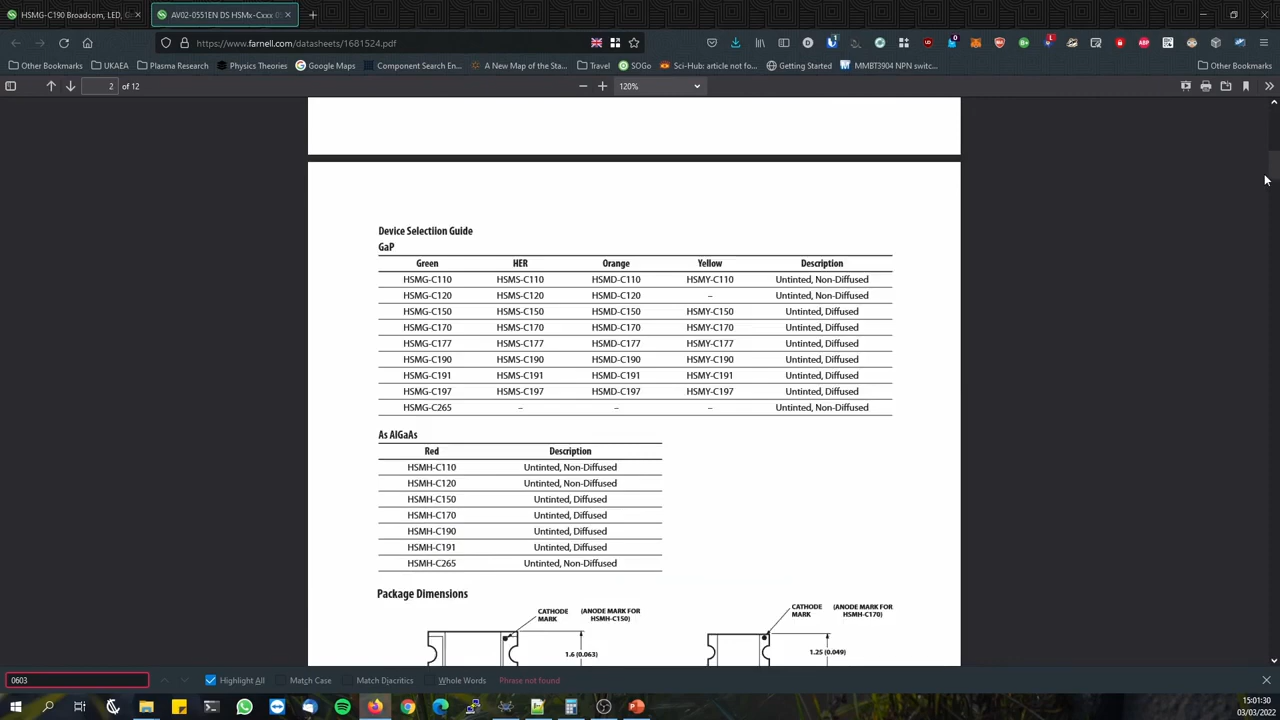 HSMG-C190 Broadcom, LED, G
AV02-0551EN DS HSMx-Cxxx 0
https://www.farnell.com/datasheets/1681524.pdf
Other Bookmarks UKAEA Plasma Research Physics Theories Google Maps Component Search En... A New Map of the Sta... Travel SOGo Sci-Hub: article not fo... Getting Started MMBT3904 NPN switc... Other Bookmarks
2 of 12 120%
Device Selectiion Guide
GaP
Green HER Orange Yellow Description
HSMG-C110 HSMS-C110 HSMD-C110 HSMY-C110 Untinted, Non-Diffused
HSMG-C120 HSMS-C120 HSMD-C120 – Untinted, Non-Diffused
HSMG-C150 HSMS-C150 HSMD-C150 HSMY-C150 Untinted, Diffused
HSMG-C170 HSMS-C170 HSMD-C170 HSMY-C170 Untinted, Diffused
HSMG-C177 HSMS-C177 HSMD-C177 HSMY-C177 Untinted, Diffused
HSMG-C190 HSMS-C190 HSMD-C190 HSMY-C190 Untinted, Diffused
HSMG-C191 HSMS-C191 HSMD-C191 HSMY-C191 Untinted, Diffused
HSMG-C197 HSMS-C197 HSMD-C197 HSMY-C197 Untinted, Diffused
HSMG-C265 – – – Untinted, Non-Diffused
As AlGaAs
Red Description
HSMH-C110 Untinted, Non-Diffused
HSMH-C120 Untinted, Non-Diffused
HSMH-C150 Untinted, Diffused
HSMH-C170 Untinted, Diffused
HSMH-C190 Untinted, Diffused
HSMH-C191 Untinted, Diffused
HSMH-C265 Untinted, Non-Diffused
Package Dimensions
CATHODE MARK (ANODE MARK FOR HSMH-C150)
1.6 (0.063)
CATHODE MARK (ANODE MARK FOR HSMH-C170)
1.25 (0.049)
0603 Highlight All Match Case Match Diacritics Whole Words Phrase not found
15:01:30
03/03/2022